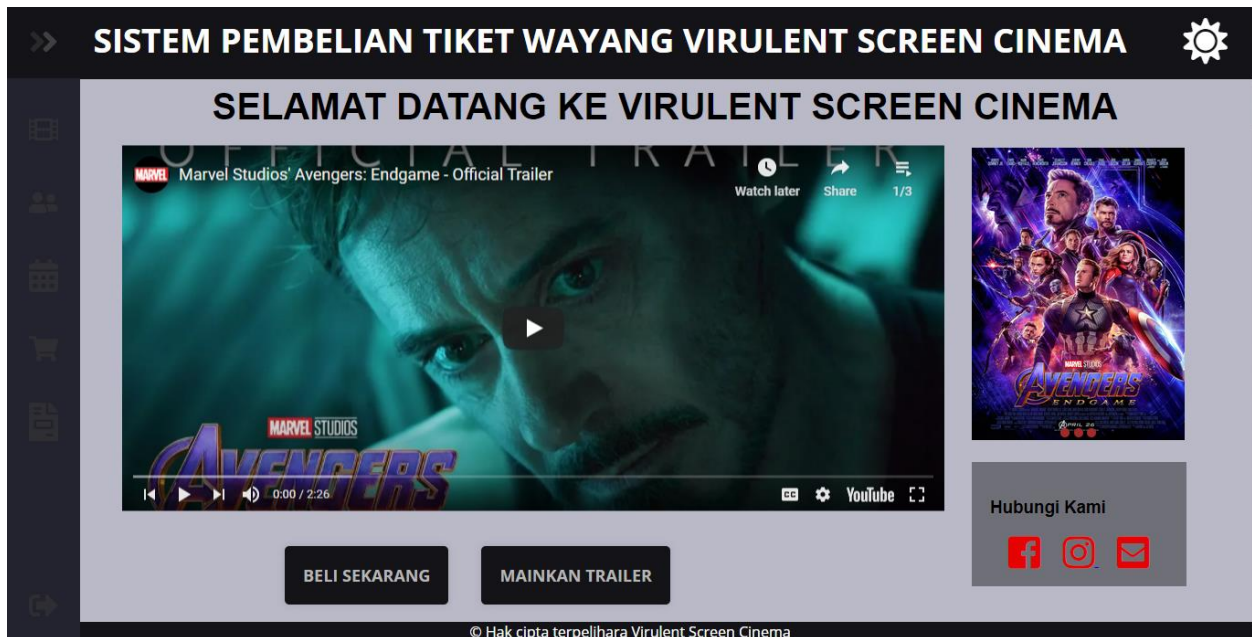 SISTEM PEMBELIAN TIKET WAYANG VIRULENT SCREEN CINEMA
SELAMAT DATANG KE VIRULENT SCREEN CINEMA
OFFICIAL TRAILER
MARVEL Marvel Studios' Avengers: Endgame - Official Trailer
Watch later
Share
1/3
MARVEL STUDIOS
AVENGERS
0:00 / 2:26
CC
YouTube
MARVEL STUDIOS
AVENGERS
ENDGAME
APRIL 26
Hubungi Kami
BELI SEKARANG
MAINKAN TRAILER
© Hak cipta terpelihara Virulent Screen Cinema